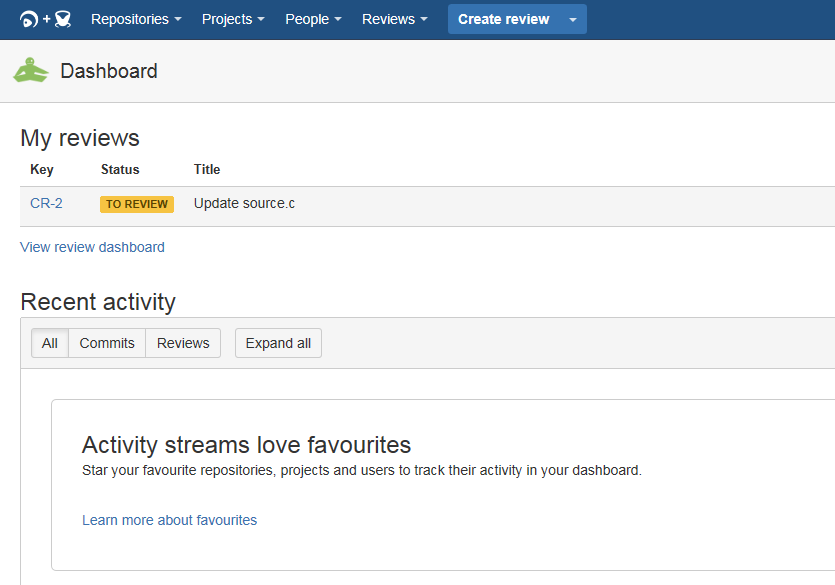 + Repositories Projects People Reviews Create review
Dashboard
My reviews
Key Status Title
CR-2 TO REVIEW Update source.c
View review dashboard
Recent activity
All Commits Reviews Expand all
Activity streams love favourites
Star your favourite repositories, projects and users to track their activity in your dashboard.
Learn more about favourites